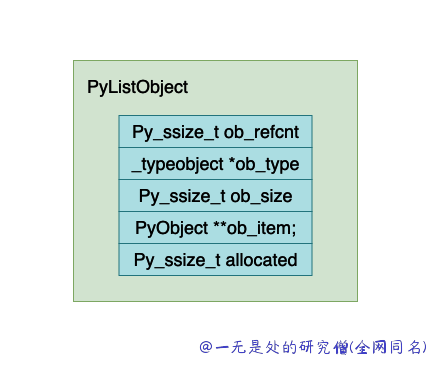 PyListObject
Py_ssize_t ob_refcnt
_typeobject *ob_type
Py_ssize_t ob_size
PyObject **ob_item;
Py_ssize_t allocated
@一无是处的研究僧(全网同名)